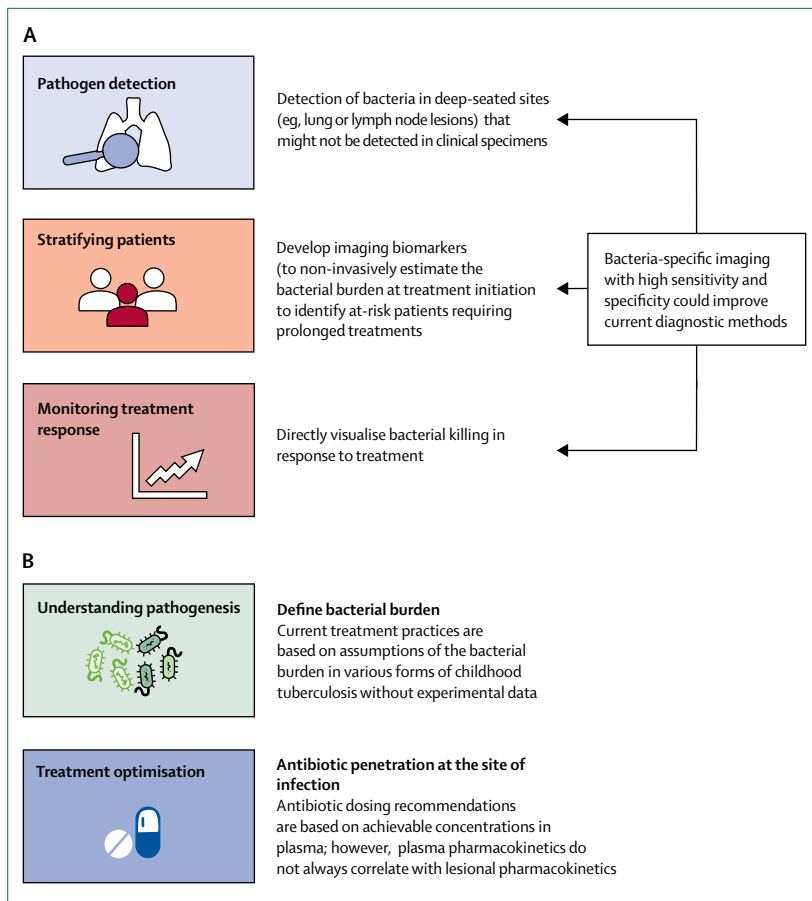 A
Pathogen detection
Detection of bacteria in deep-seated sites
(eg, lung or lymph node lesions) that
might not be detected in clinical specimens
Stratifying patients
Develop imaging biomarkers
(to non-invasively estimate the
bacterial burden at treatment initiation
to identify at-risk patients requiring
prolonged treatments
Bacteria-specific imaging
with high sensitivity and
specificity could improve
current diagnostic methods
Monitoring treatment
response
Directly visualise bacterial killing in
response to treatment
B
Understanding pathogenesis
Define bacterial burden
Current treatment practices are
based on assumptions of the bacterial
burden in various forms of childhood
tuberculosis without experimental data
Treatment optimisation
Antibiotic penetration at the site of
infection
Antibiotic dosing recommendations
are based on achievable concentrations in
plasma; however, plasma pharmacokinetics do
not always correlate with lesional pharmacokinetics